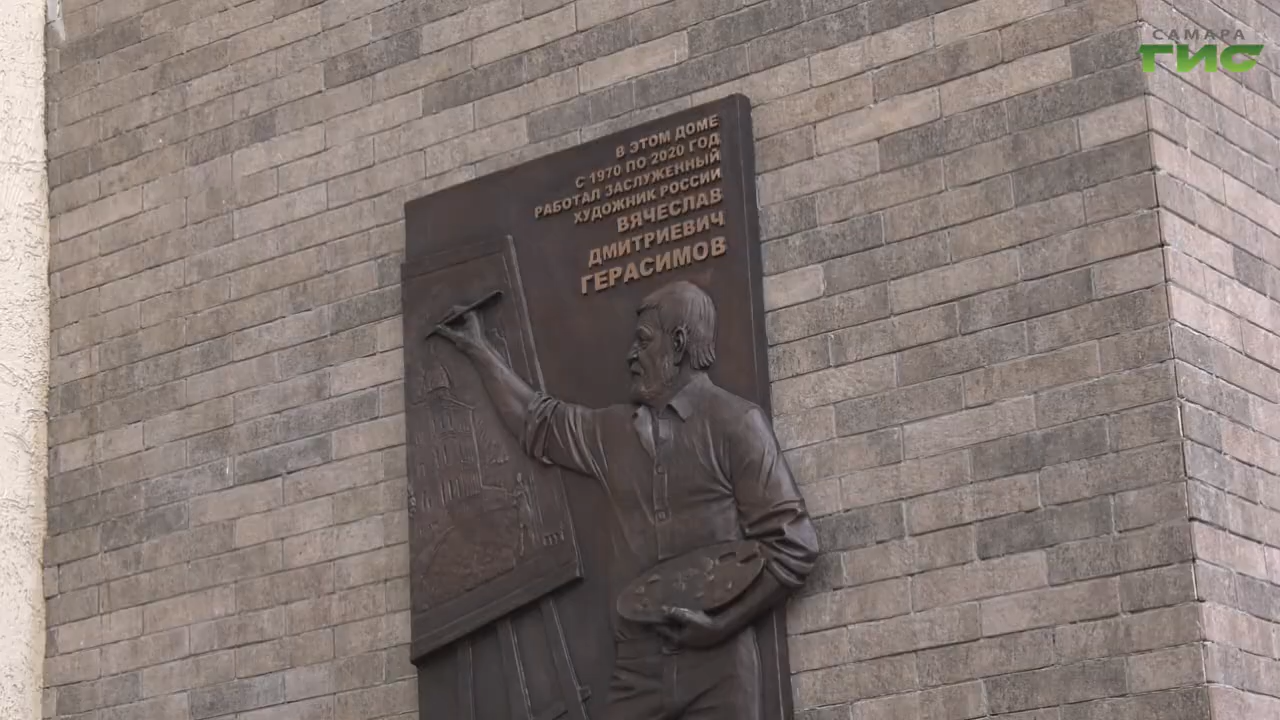 САМАРА
ГИС
В ЭТОМ ДОМЕ
С 1970 ПО 2020 ГОД
РАБОТАЛ ЗАСЛУЖЕННЫЙ
ХУДОЖНИК РОССИИ
ВЯЧЕСЛАВ
ДМИТРИЕВИЧ
ГЕРАСИМОВ